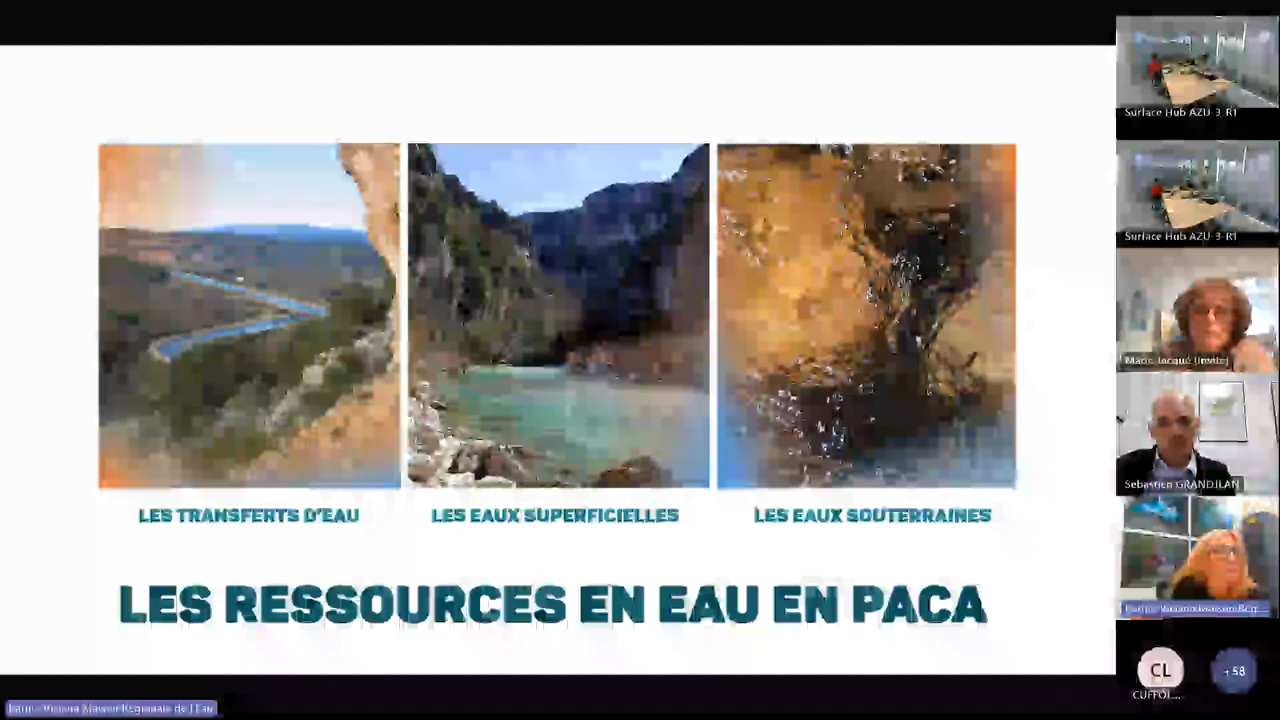 LES TRANSFERTS D'EAU
LES EAUX SUPERFICIELLES
LES EAUX SOUTERRAINES
LES RESSOURCES EN EAU EN PACA
Surface Hub AZU-3-R1
Surface Hub AZU-3-R1
Sebastien GRANDJEAN
CL
+58